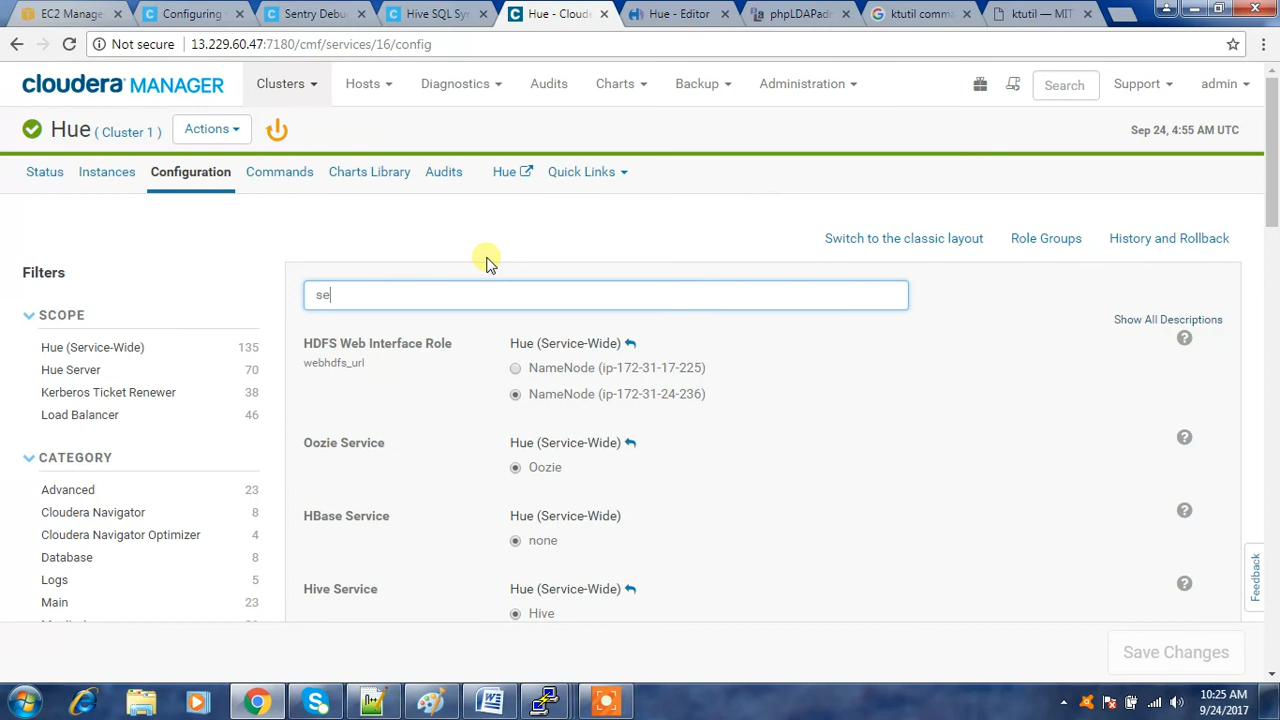 EC2 Manage
Configuring
Sentry Debu
Hive SQL Syn
Hue - Cloude
Hue - Editor
phpLDAPad
ktutil comma
ktutil — MIT
Not secure
13.229.60.47:7180/cmf/services/16/config
cloudera MANAGER
Clusters
Hosts
Diagnostics
Audits
Charts
Backup
Administration
Search
Support
admin
Hue ( Cluster 1 )
Actions
Sep 24, 4:55 AM UTC
Status
Instances
Configuration
Commands
Charts Library
Audits
Hue
Quick Links
Switch to the classic layout
Role Groups
History and Rollback
Filters
se
SCOPE
Show All Descriptions
Hue (Service-Wide) 135
Hue Server 70
Kerberos Ticket Renewer 38
Load Balancer 46
CATEGORY
Advanced 23
Cloudera Navigator 8
Cloudera Navigator Optimizer 4
Database 8
Logs 5
Main 23
HDFS Web Interface Role
webhdfs_url
Hue (Service-Wide)
NameNode (ip-172-31-17-225)
NameNode (ip-172-31-24-236)
Oozie Service
Hue (Service-Wide)
Oozie
HBase Service
Hue (Service-Wide)
none
Hive Service
Hue (Service-Wide)
Hive
Feedback
Save Changes
10:25 AM
9/24/2017